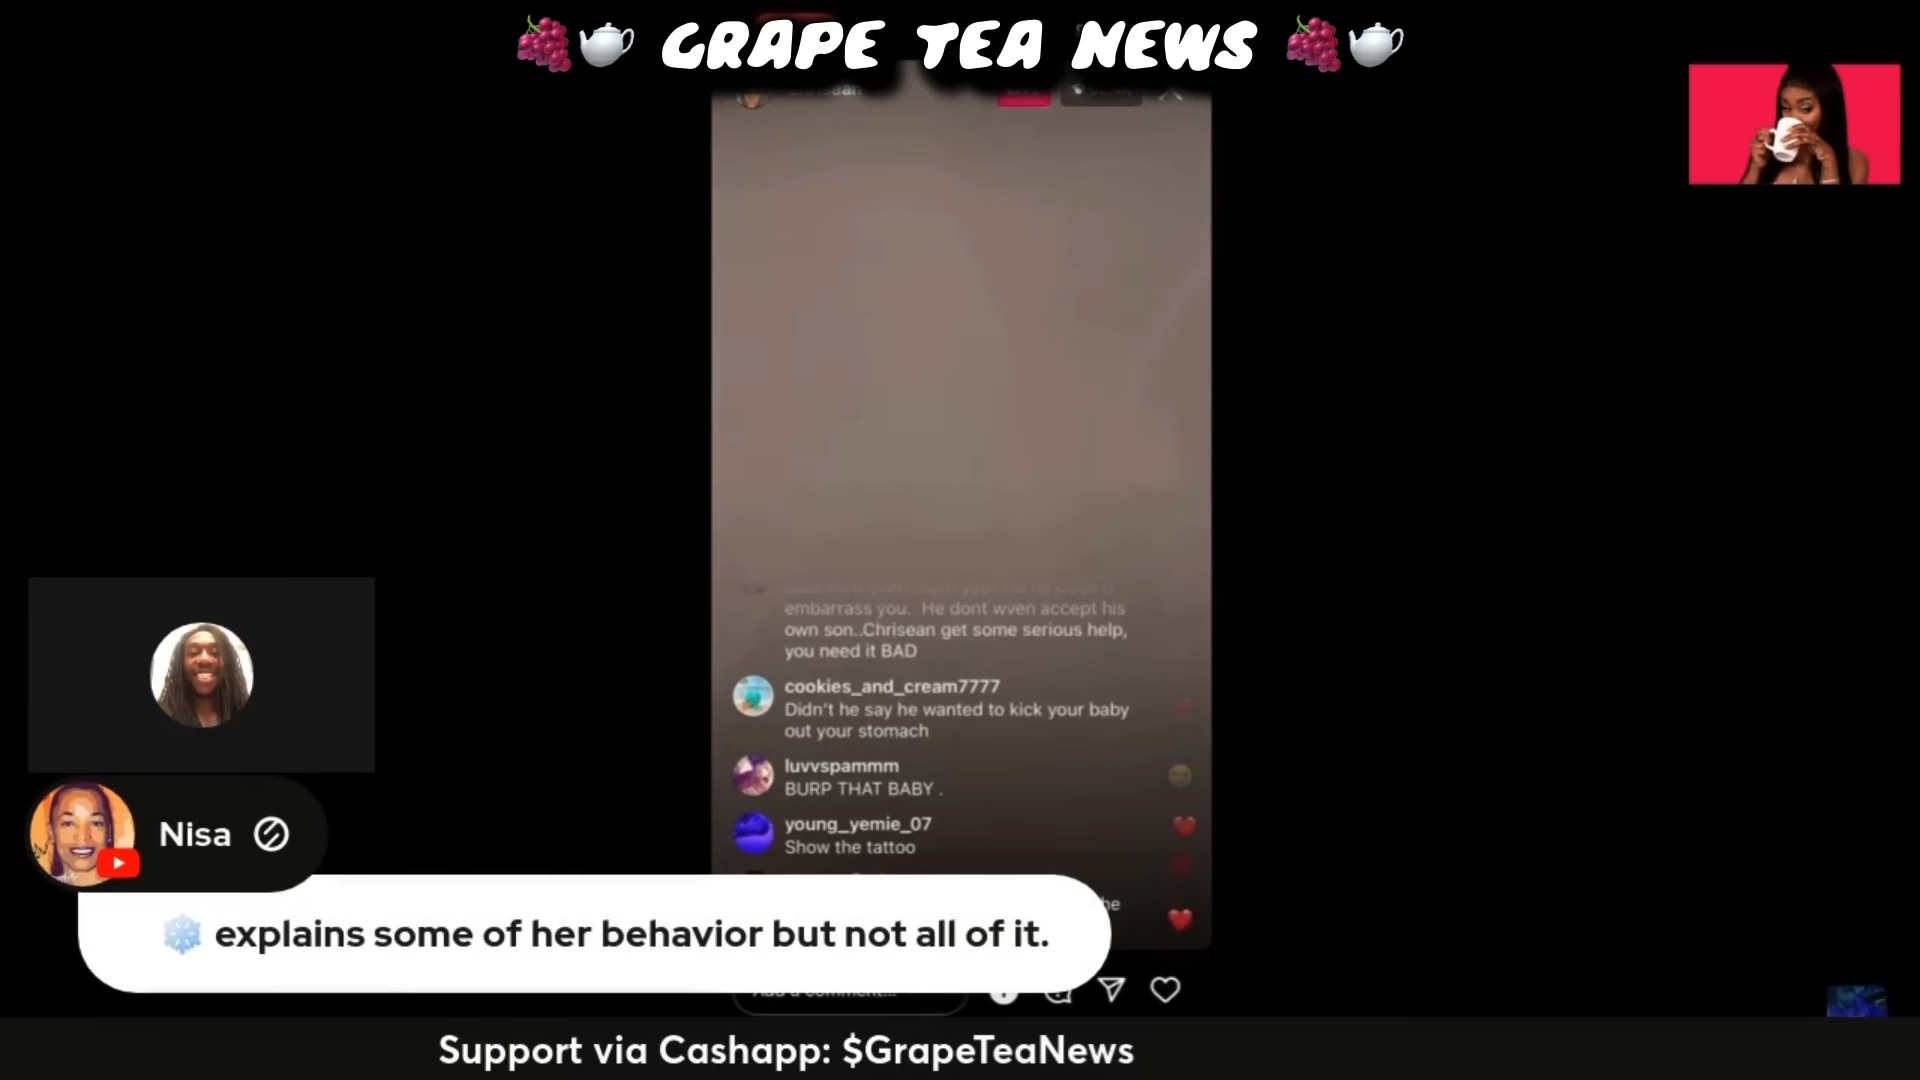 GRAPE TEA NEWS
embarrass you. He dont wven accept his
own son..Chrisean get some serious help,
you need it BAD
cookies_and_cream7777
Didn't he say he wanted to kick your baby
out your stomach
luvvspammm
BURP THAT BABY .
young_yemie_07
Show the tattoo
Nisa
explains some of her behavior but not all of it.
Support via Cashapp: $GrapeTeaNews